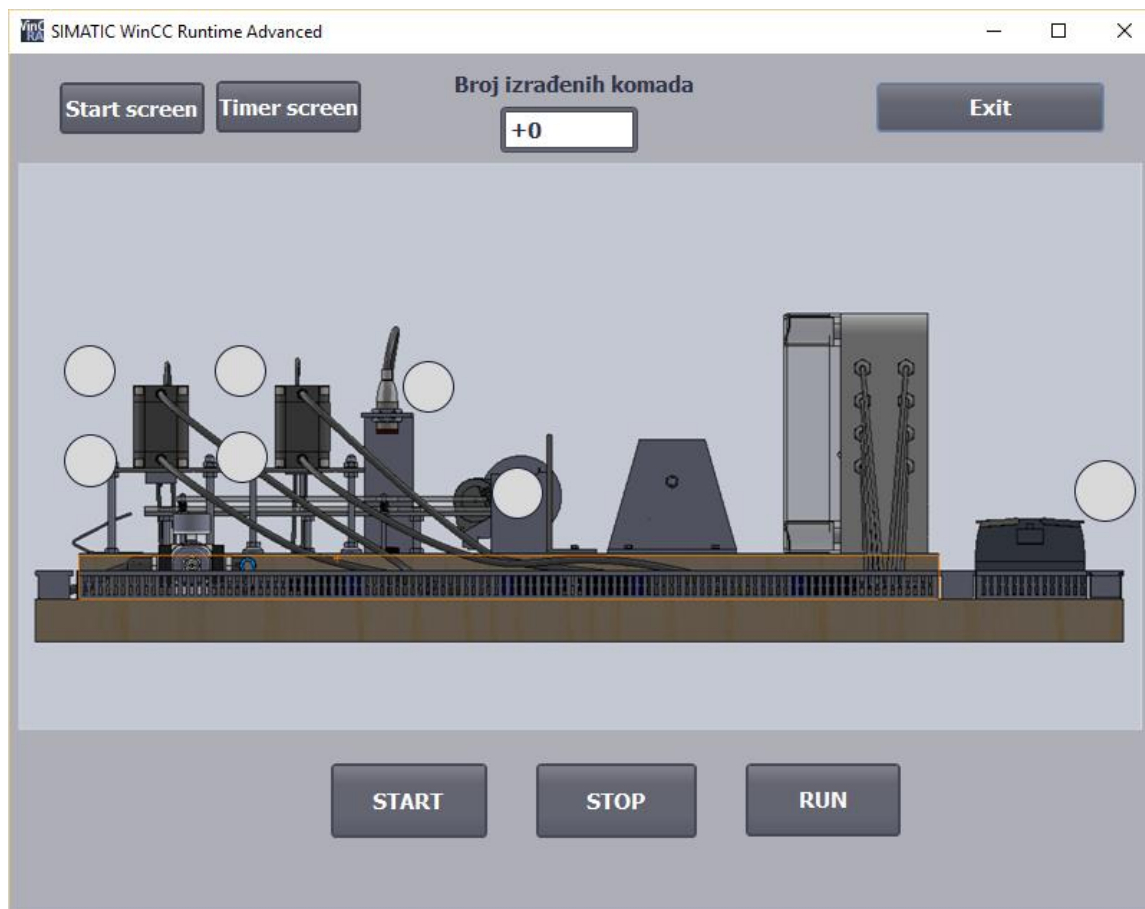 SIMATIC WinCC Runtime Advanced
Start screen
Timer screen
Broj izrađenih komada
+0
Exit
START
STOP
RUN